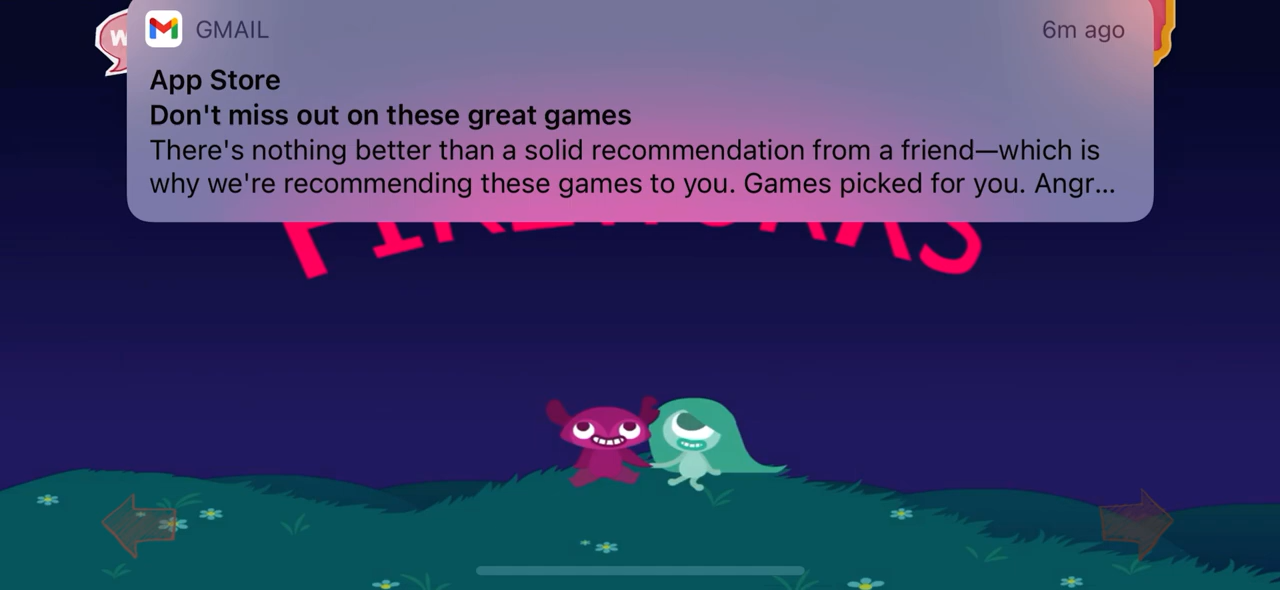 W
GMAIL
6m ago
App Store
Don't miss out on these great games
There's nothing better than a solid recommendation from a friend—which is
why we're recommending these games to you. Games picked for you. Angr...
FIREWORKS